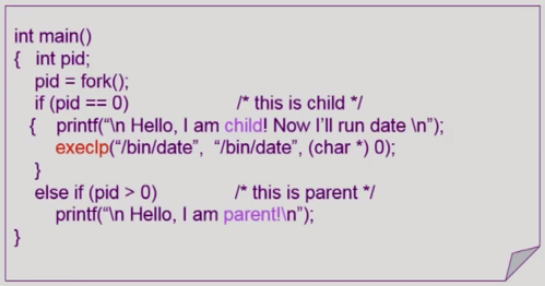 int main()
{ int pid;
pid = fork();
if (pid == 0) /* this is child */
{ printf(“\n Hello, I am child! Now I’ll run date \n”);
execlp(“/bin/date”, “/bin/date”, (char *) 0);
}
else if (pid > 0) /* this is parent */
printf(“\n Hello, I am parent!\n”);
}